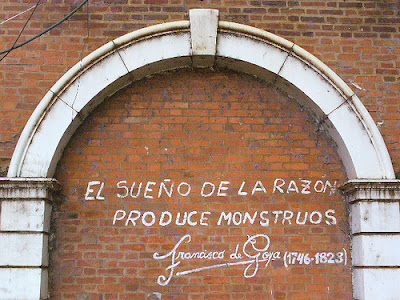 EL SUEÑO DE LA RAZON
PRODUCE MONSTRUOS
Francisco de Goya (1746-1823)